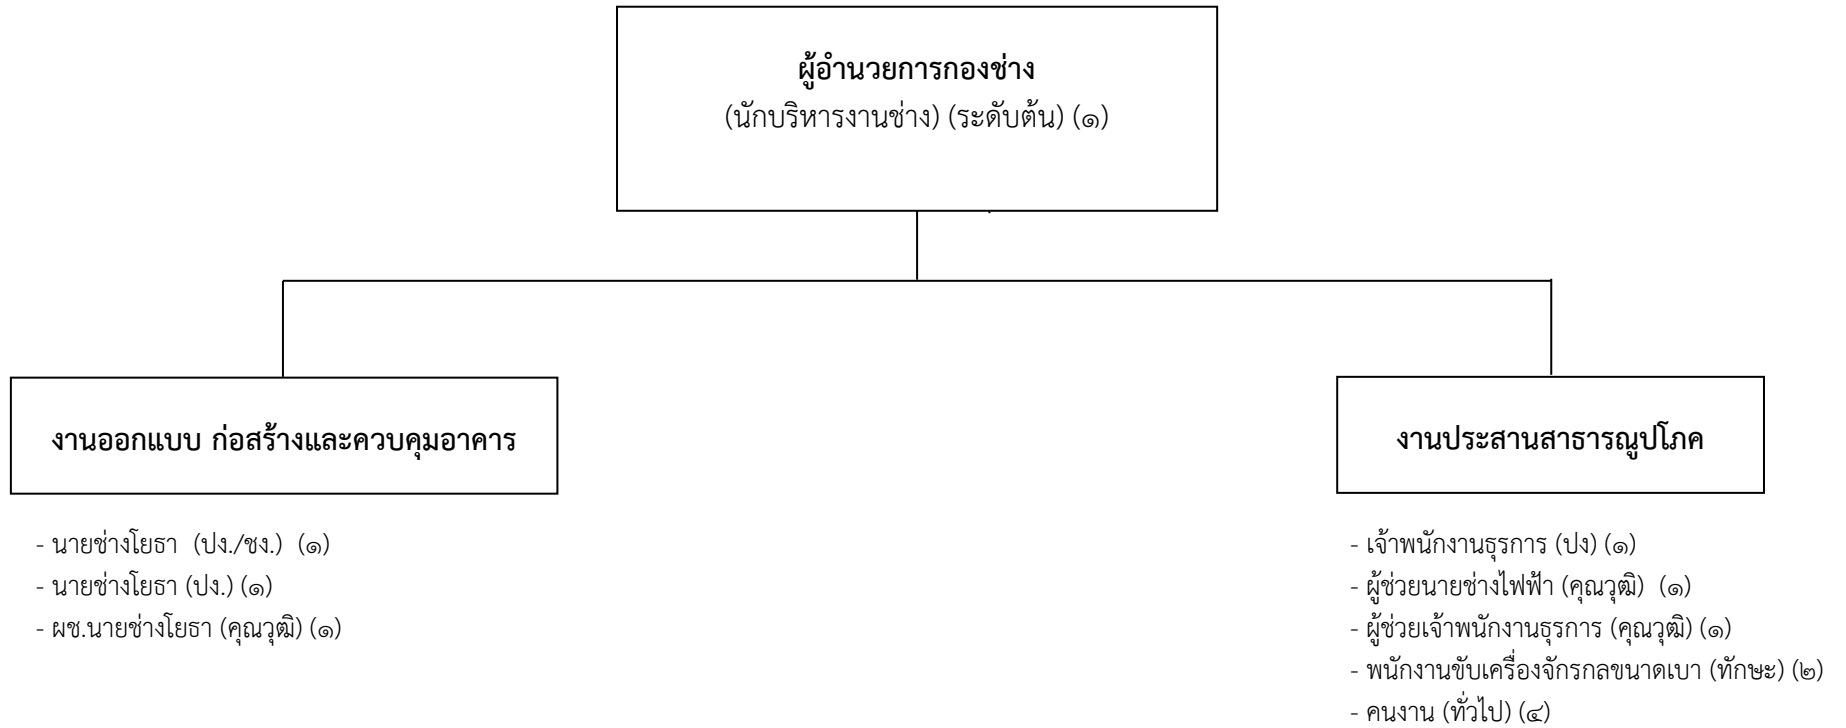 ผู้อำนวยการกองช่าง
(นักบริหารงานช่าง) (ระดับต้น) (๑)
งานออกแบบ ก่อสร้างและควบคุมอาคาร
- นายช่างโยธา (ปง./ชง.) (๑)
- นายช่างโยธา (ปง.) (๑)
- ผช.นายช่างโยธา (คุณวุฒิ) (๑)
งานประสานสาธารณูปโภค
- เจ้าพนักงานธุรการ (ปง) (๑)
- ผู้ช่วยนายช่างไฟฟ้า (คุณวุฒิ) (๑)
- ผู้ช่วยเจ้าพนักงานธุรการ (คุณวุฒิ) (๑)
- พนักงานขับเครื่องจักรกลขนาดเบา (ทักษะ) (๒)
- คนงาน (ทั่วไป) (๔)